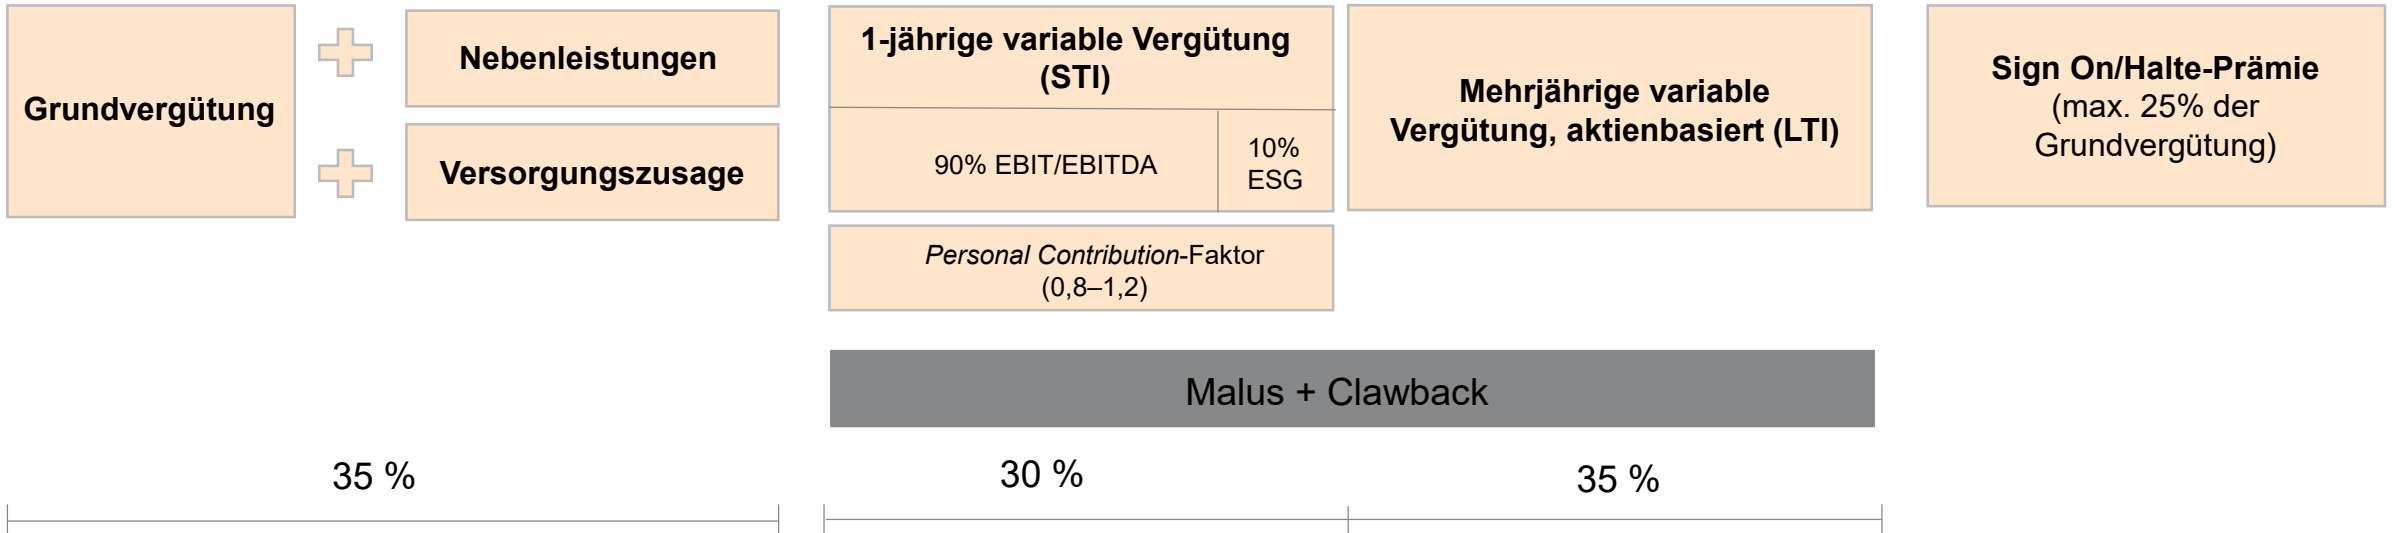 Grundvergütung
Nebenleistungen
Versorgungszusage
1-jährige variable Vergütung
(STI)
90% EBIT/EBITDA
10%
ESG
Personal Contribution-Faktor
(0,8–1,2)
Mehrjährige variable
Vergütung, aktienbasiert (LTI)
Sign On/Halte-Prämie
(max. 25% der
Grundvergütung)
Malus + Clawback
35 %
30 %
35 %